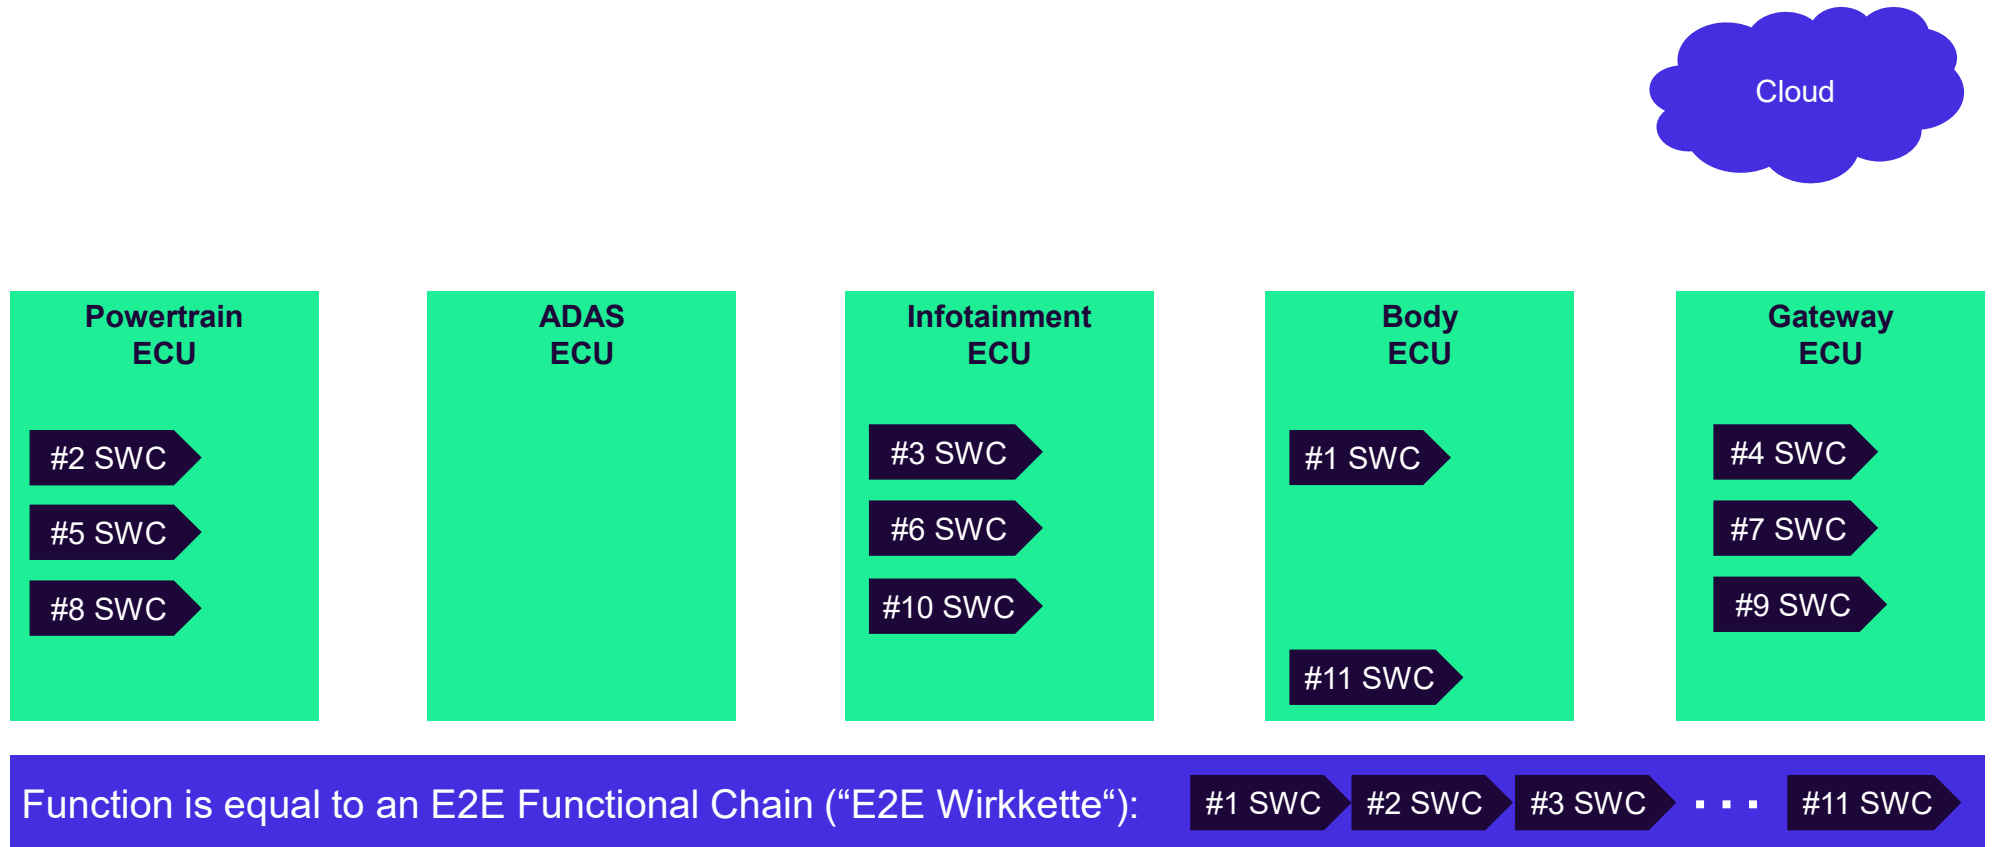 Cloud
Powertrain
ECU
#2 SWC
#5 SWC
#8 SWC
ADAS
ECU
Infotainment
ECU
#3 SWC
#6 SWC
#10 SWC
Body
ECU
#1 SWC
#11 SWC
Gateway
ECU
#4 SWC
#7 SWC
#9 SWC
Function is equal to an E2E Functional Chain (“E2E Wirkkette“): #1 SWC #2 SWC #3 SWC ... #11 SWC